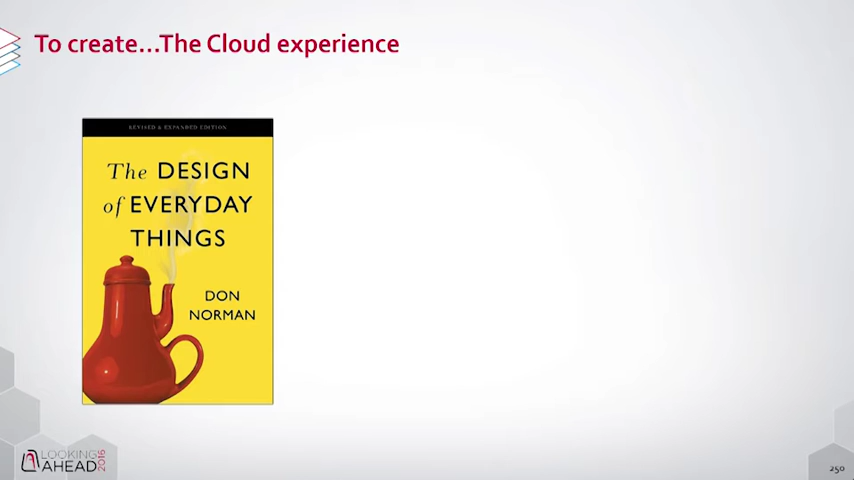 To create...The Cloud experience
REVISED & EXPANDED EDITION
The DESIGN
of EVERYDAY
THINGS
DON
NORMAN
LOOKING
AHEAD 2016
250